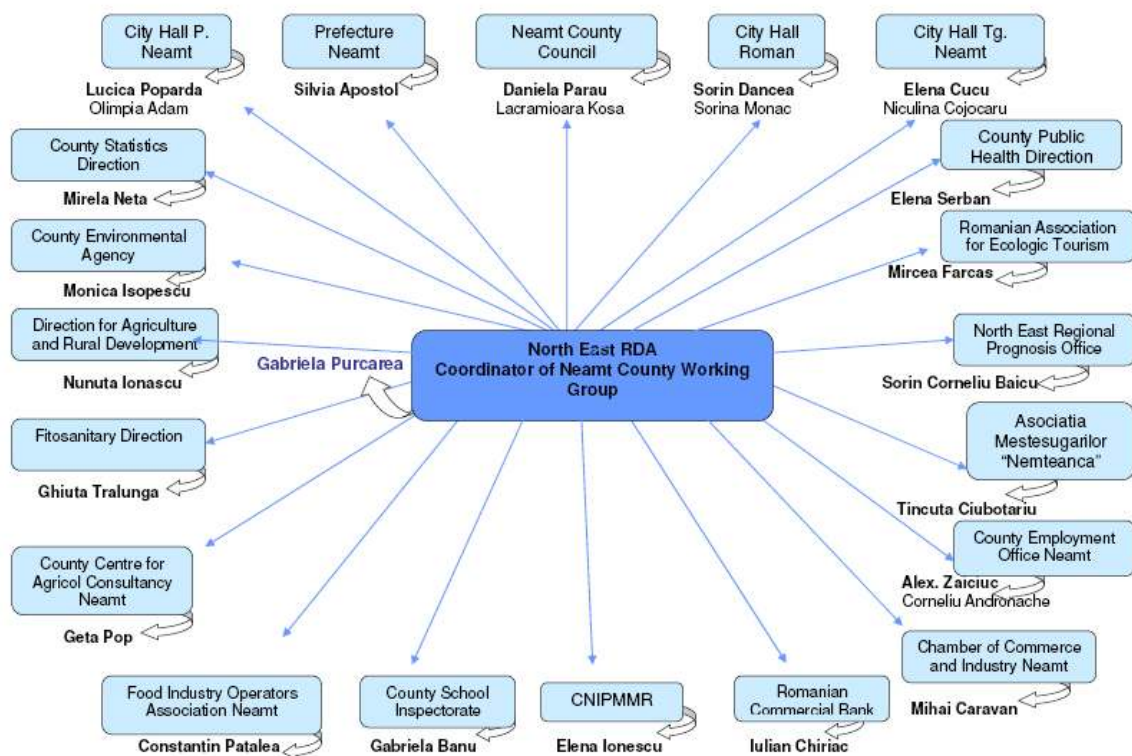 City Hall P.
Neamt
Lucica Poparda
Olimpia Adam
Prefecture
Neamt
Silvia Apostol
Neamt County
Council
Daniela Parau
Lacramioara Kosa
City Hall
Roman
Sorin Dancea
Sorina Monac
City Hall Tg.
Neamt
Elena Cucu
Niculina Cojocaru
County Statistics
Direction
Mirela Neta
County Public
Health Direction
Elena Serban
County Environmental
Agency
Monica Isopescu
Romanian Association
for Ecologic Tourism
Mircea Farcas
Direction for Agriculture
and Rural Development
Nunuta Ionascu
Gabriela Purcarea
North East RDA
Coordinator of Neamt County Working
Group
North East Regional
Prognosis Office
Sorin Corneliu Baicu
Fitosanitary Direction
Ghiuta Tralunga
Asociatia
Mestesugarilor
“Nemteanca”
Tincuta Ciubotariu
County Centre for
Agricol Consultancy
Neamt
Geta Pop
County Employment
Office Neamt
Alex. Zaiciuc
Corneliu Andronache
Chamber of Commerce
and Industry Neamt
Mihai Caravan
Food Industry Operators
Association Neamt
Constantin Patalea
County School
Inspectorate
Gabriela Banu
CNIPMMR
Elena Ionescu
Romanian
Commercial Bank
Iulian Chiriac